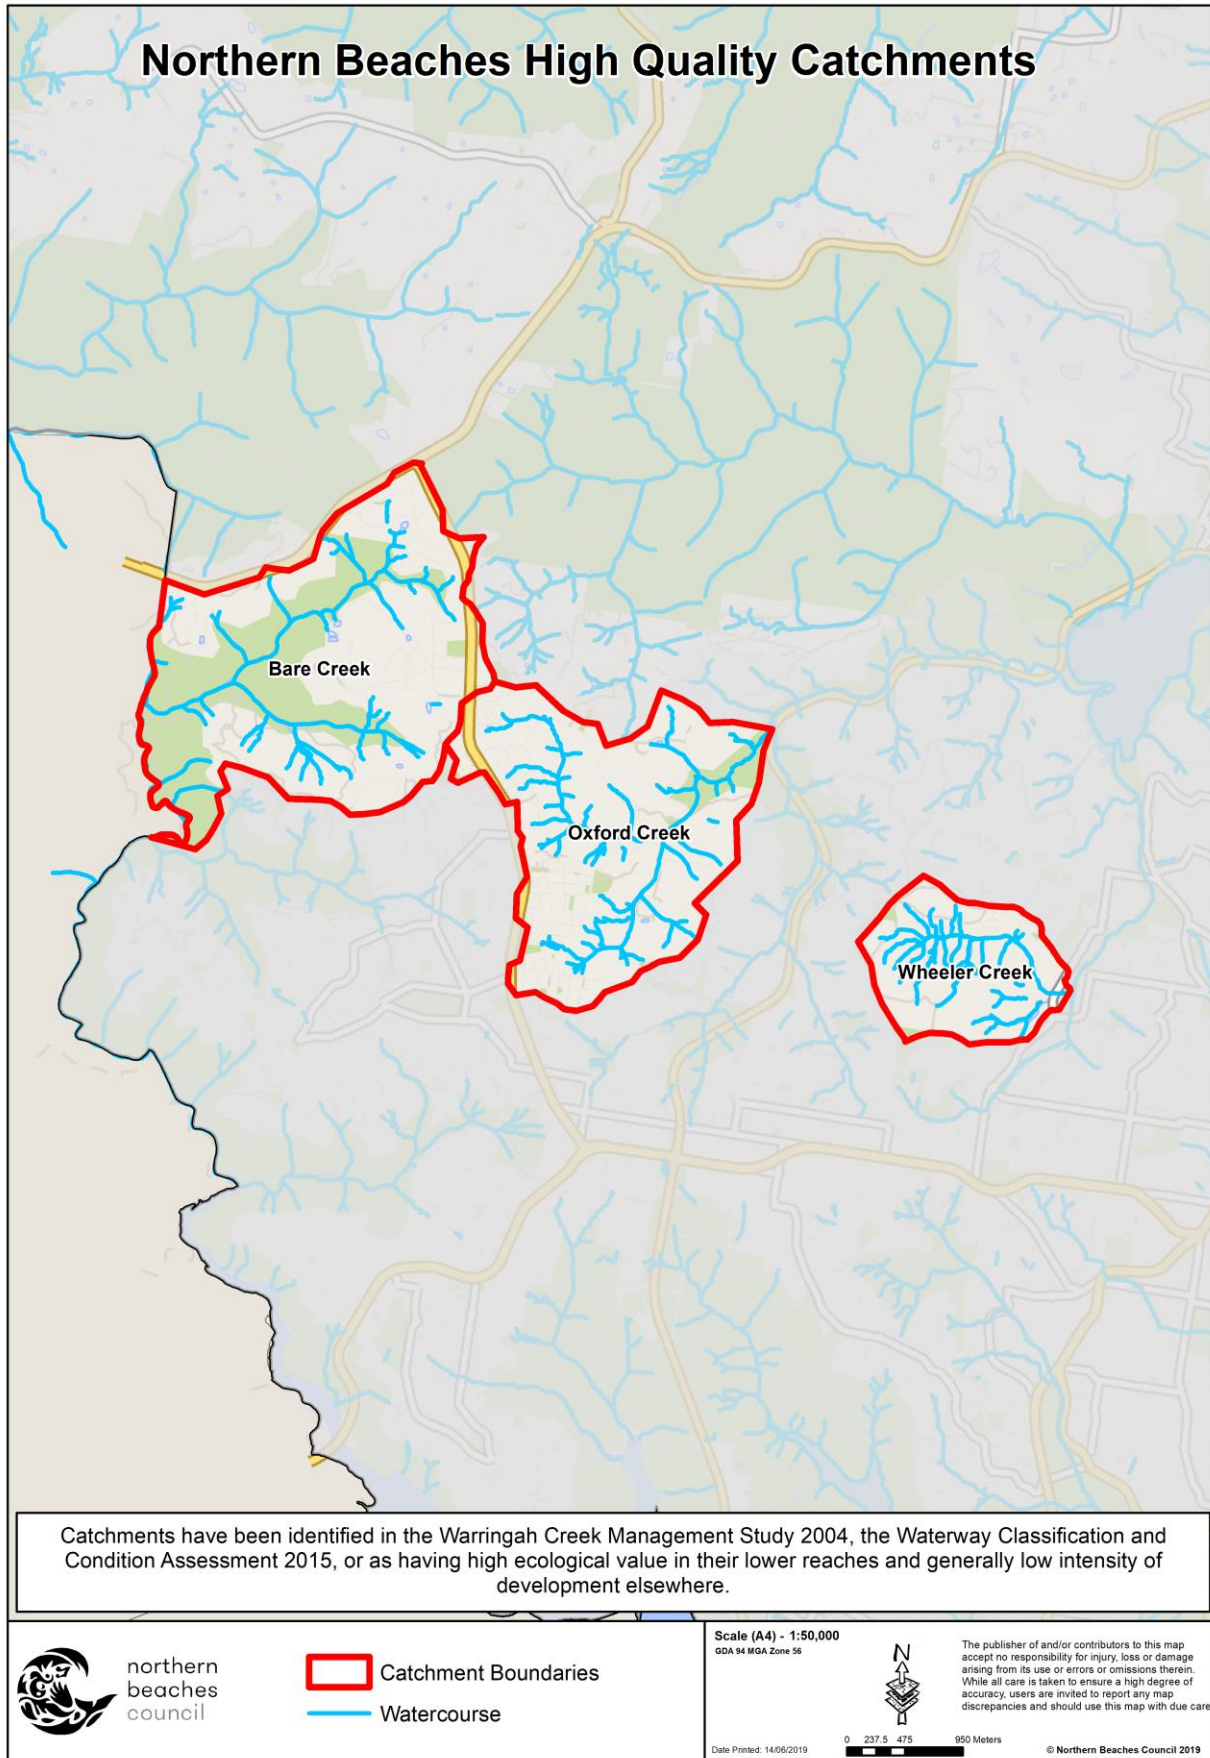 Northern Beaches High Quality Catchments
Bare Creek
Oxford Creek
Wheeler Creek
Catchments have been identified in the Warringah Creek Management Study 2004, the Waterway Classification and
Condition Assessment 2015, or as having high ecological value in their lower reaches and generally low intensity of
development elsewhere.
northern
beaches
council
Catchment Boundaries
Watercourse
Scale (A4) - 1:50,000
GDA 94 MGA Zone 56
N
The publisher of and/or contributors to this map
accept no responsibility for injury, loss or damage
arising from its use or errors or omissions therein.
While all care is taken to ensure a high degree of
accuracy, users are invited to report any map
discrepancies and should use this map with due care
0 237.5 475 950 Meters
Date Printed: 14/06/2019
© Northern Beaches Council 2019